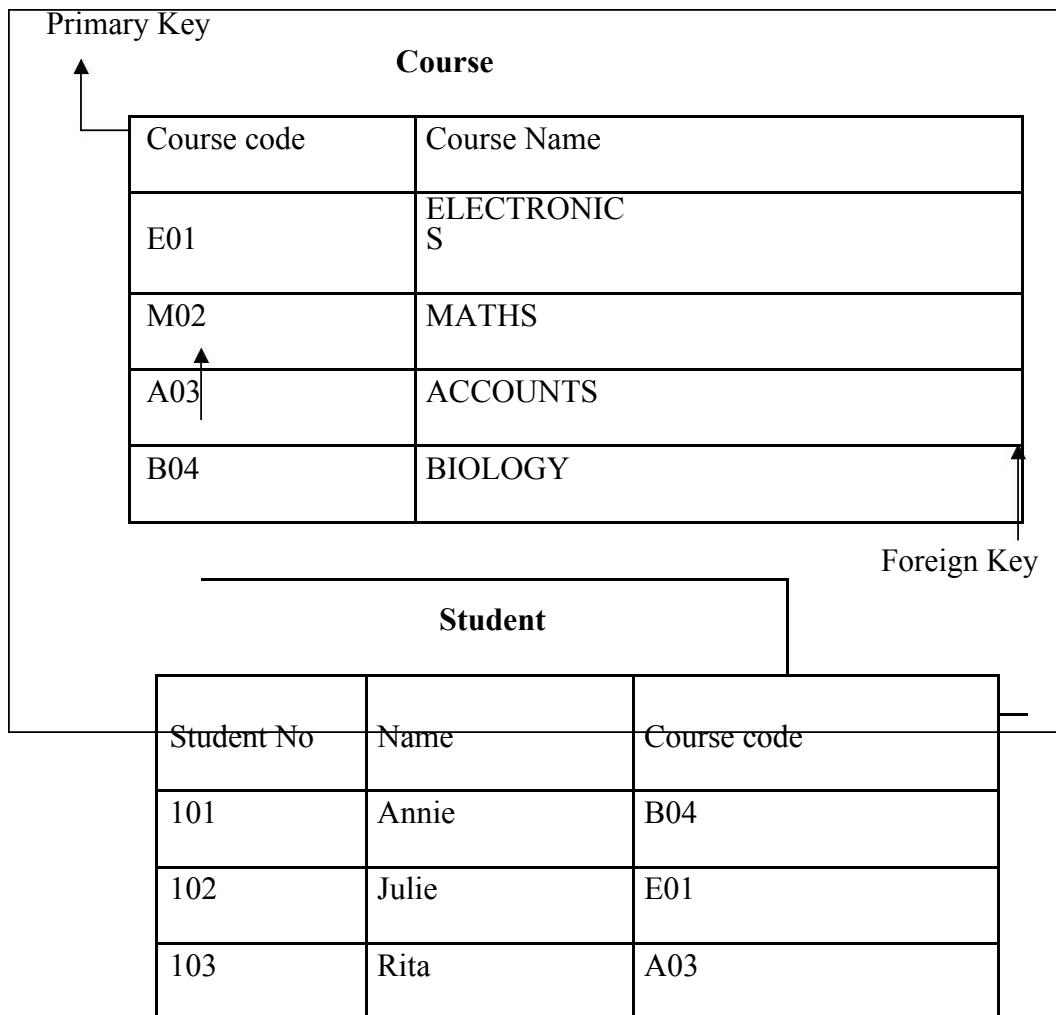 Primary Key
Course
Course code Course Name
E01 ELECTRONIC
S
M02 MATHS
A03 ACCOUNTS
B04 BIOLOGY
Foreign Key
Student
Student No Name Course code
101 Annie B04
102 Julie E01
103 Rita A03